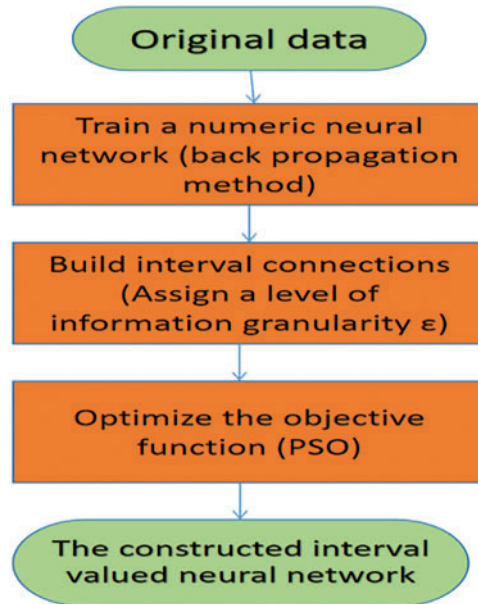 Original data
Train a numeric neural
network (back propagation
method)
Build interval connections
(Assign a level of
information granularity ε)
Optimize the objective
function (PSO)
The constructed interval
valued neural network